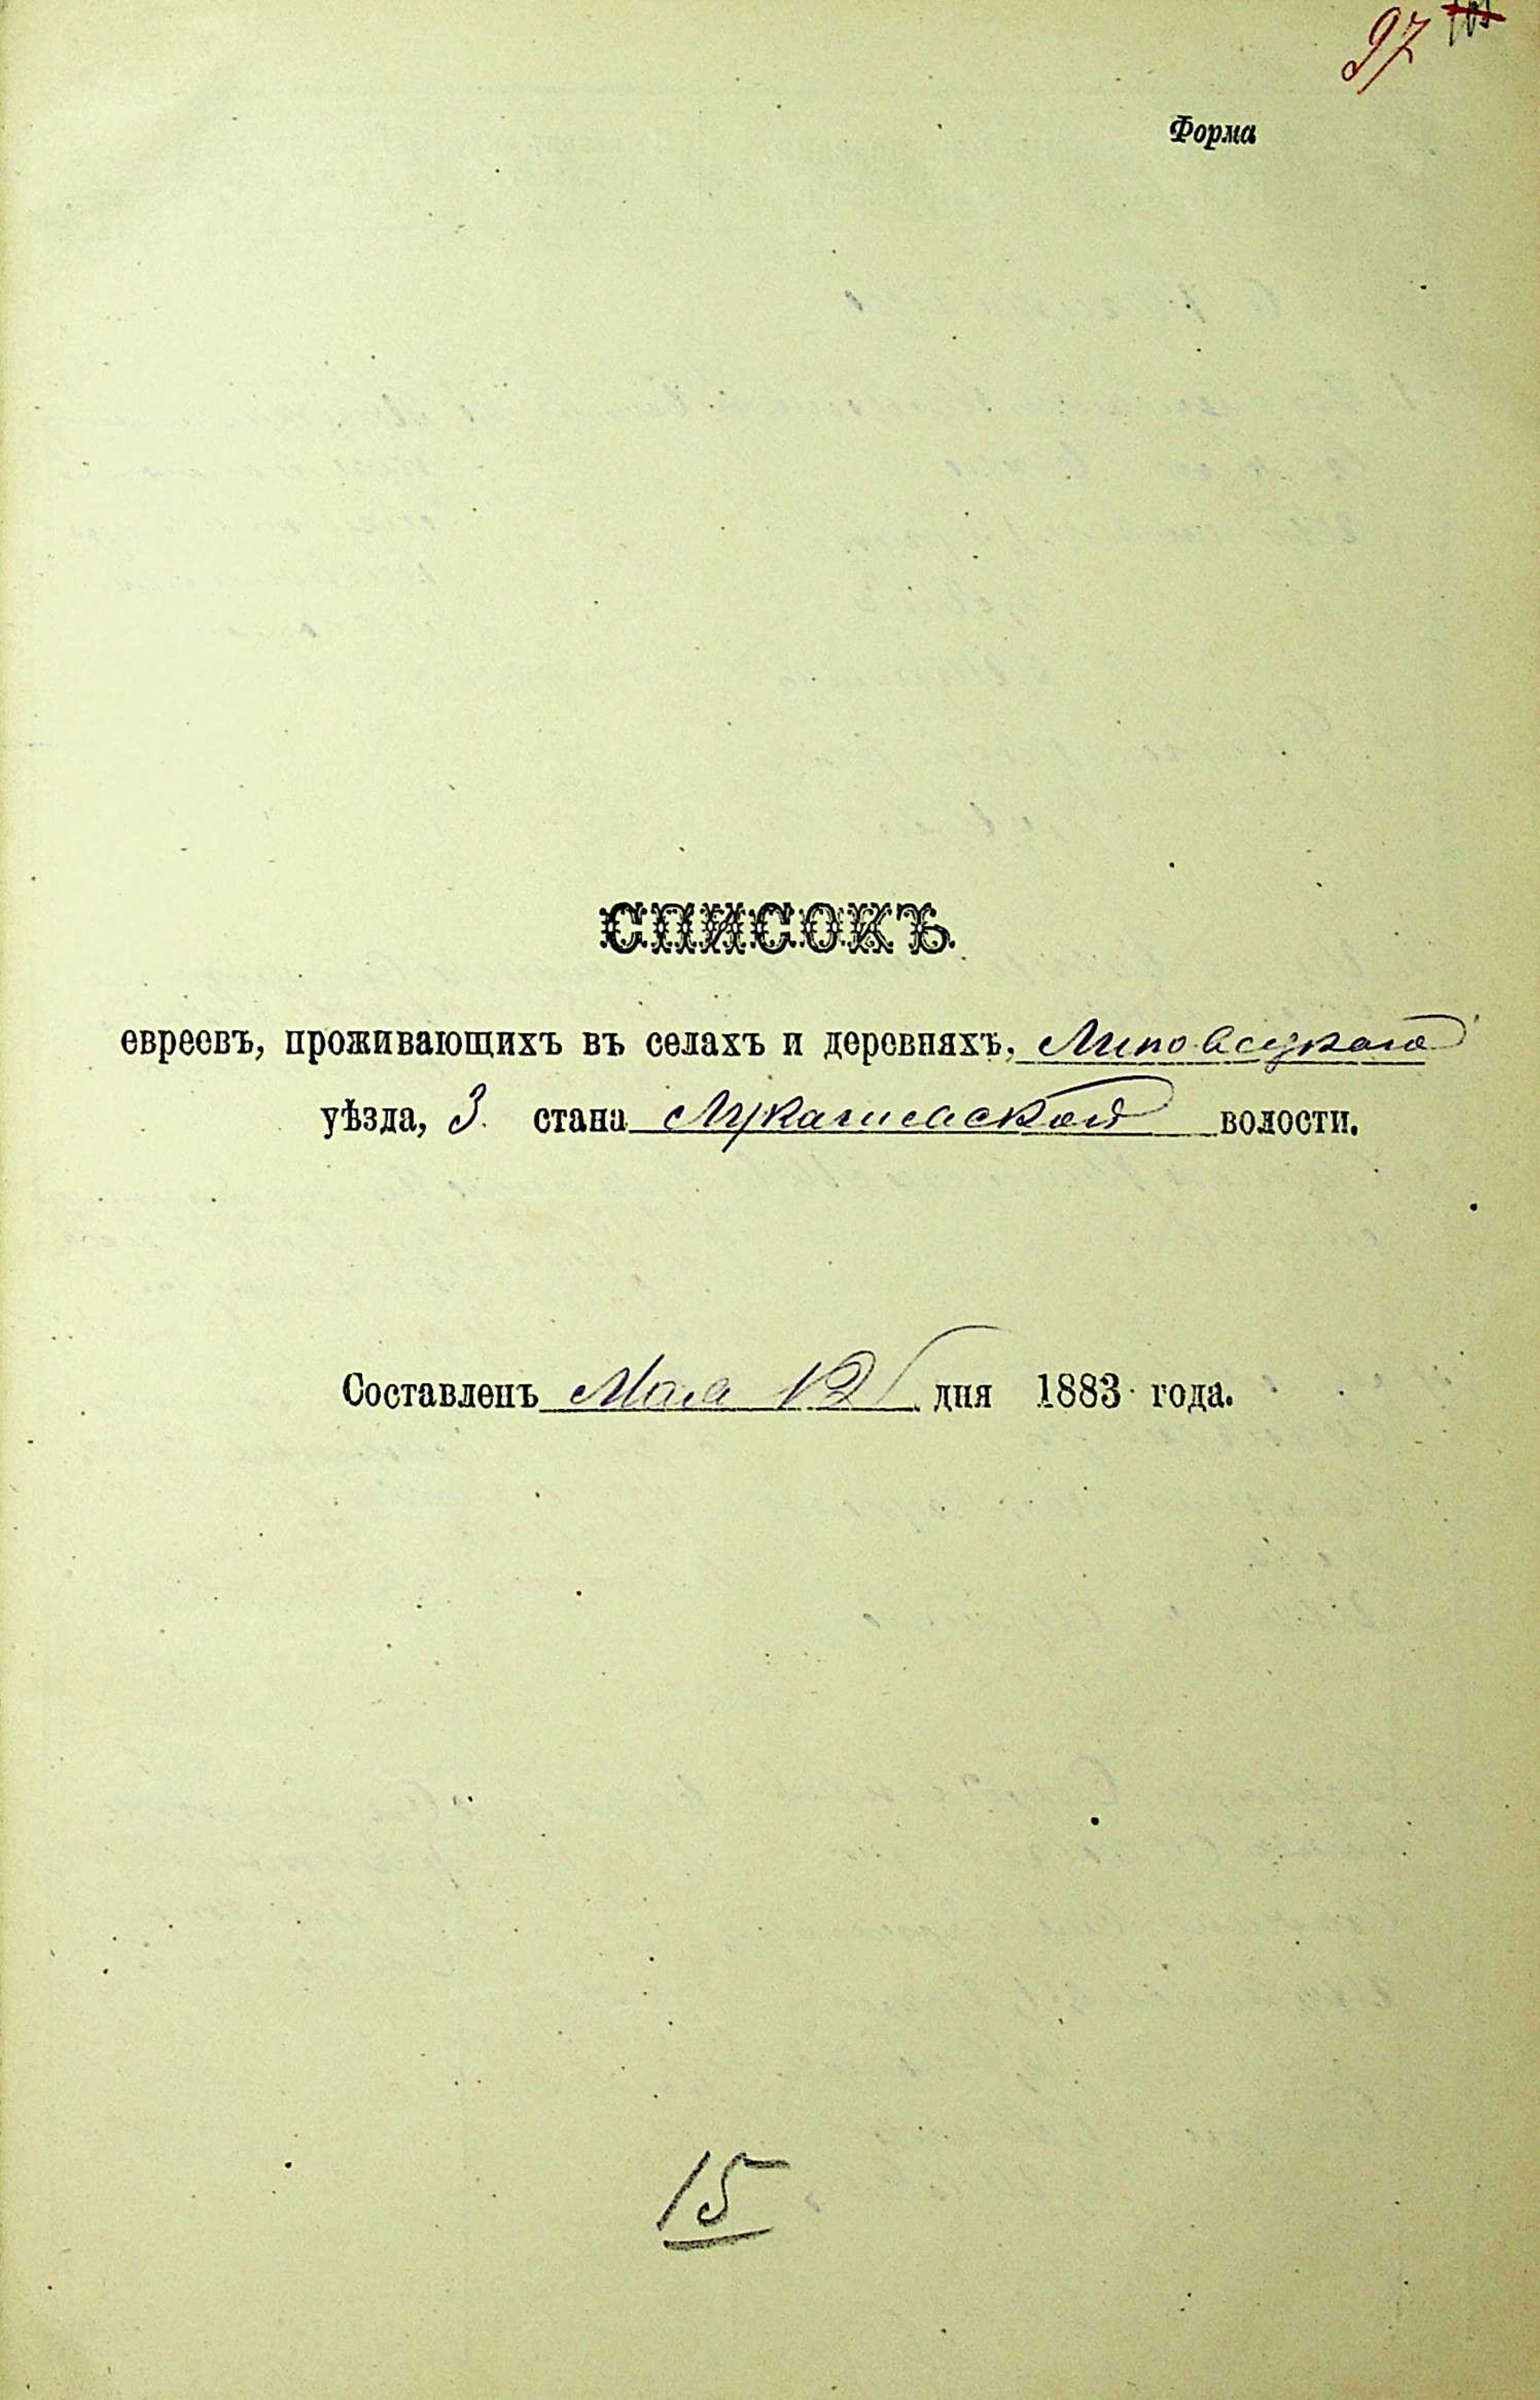 97
Форма
СПИСОКЪ
евреевъ, проживающихъ въ селахъ и деревняхъ, Липовецкаго
уѣзда, 3 стана Лукашевской волости.
Составленъ Мая 12 дня 1883 года.
15